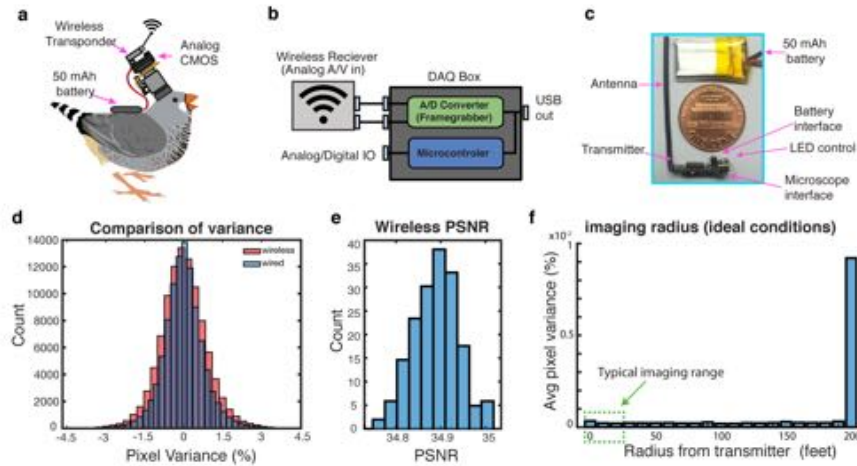 a
Wireless
Transponder
Analog
CMOS
50 mAh
battery
b
Wireless Reciever
(Analog A/V in)
DAQ Box
A/D Converter
(Framegrabber)
USB
out
Analog/Digital IO
Microcontroler
c
50 mAh
battery
Antenna
Battery
interface
Transmitter
LED control
Microscope
interface
d
Comparison of variance
14000
12000
10000
8000
6000
4000
2000
0
Count
wireless
wired
-4.5
-3
-1.5
0
1.5
3
4.5
Pixel Variance (%)
e
Wireless PSNR
40
35
30
25
20
15
10
5
0
Count
34.8
34.9
35
PSNR
f
imaging radius (ideal conditions)
1
0.5
0
Avg pixel variance (%)
Typical imaging range
0
50
100
150
200
Radius from transmitter (feet)